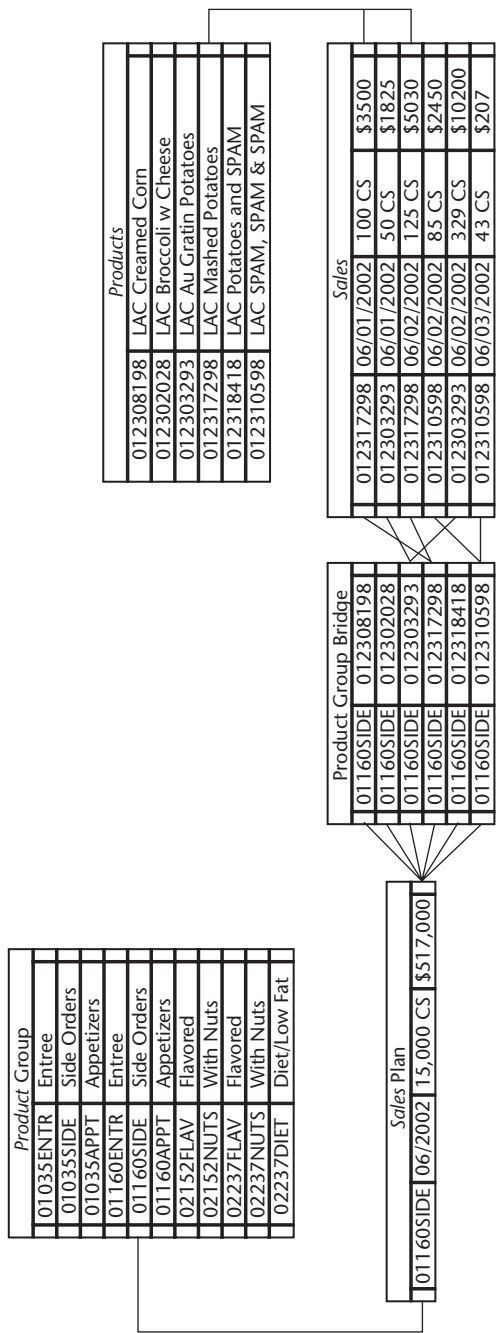 Product Group
01035ENTR Entree
01035SIDE Side Orders
01035APPT Appetizers
01160ENTR Entree
01160SIDE Side Orders
01160APPT Appetizers
02152FLAV Flavored
02152NUTS With Nuts
02237FLAV Flavored
02237NUTS With Nuts
02237DIET Diet/Low Fat
Products
012308198 LAC Creamed Corn
012302028 LAC Broccoli w Cheese
012303293 LAC Au Gratin Potatoes
012317298 LAC Mashed Potatoes
012318418 LAC Potatoes and SPAM
012310598 LAC SPAM, SPAM & SPAM
Sales Plan
01160SIDE 06/2002 15,000 CS $517,000
Product Group Bridge
01160SIDE 012308198
01160SIDE 012302028
01160SIDE 012303293
01160SIDE 012317298
01160SIDE 012318418
01160SIDE 012310598
Sales
012317298 06/01/2002 100 CS $3500
012303293 06/01/2002 50 CS $1825
012317298 06/02/2002 125 CS $5030
012310598 06/02/2002 85 CS $2450
012303293 06/02/2002 329 CS $10200
012310598 06/03/2002 43 CS $207